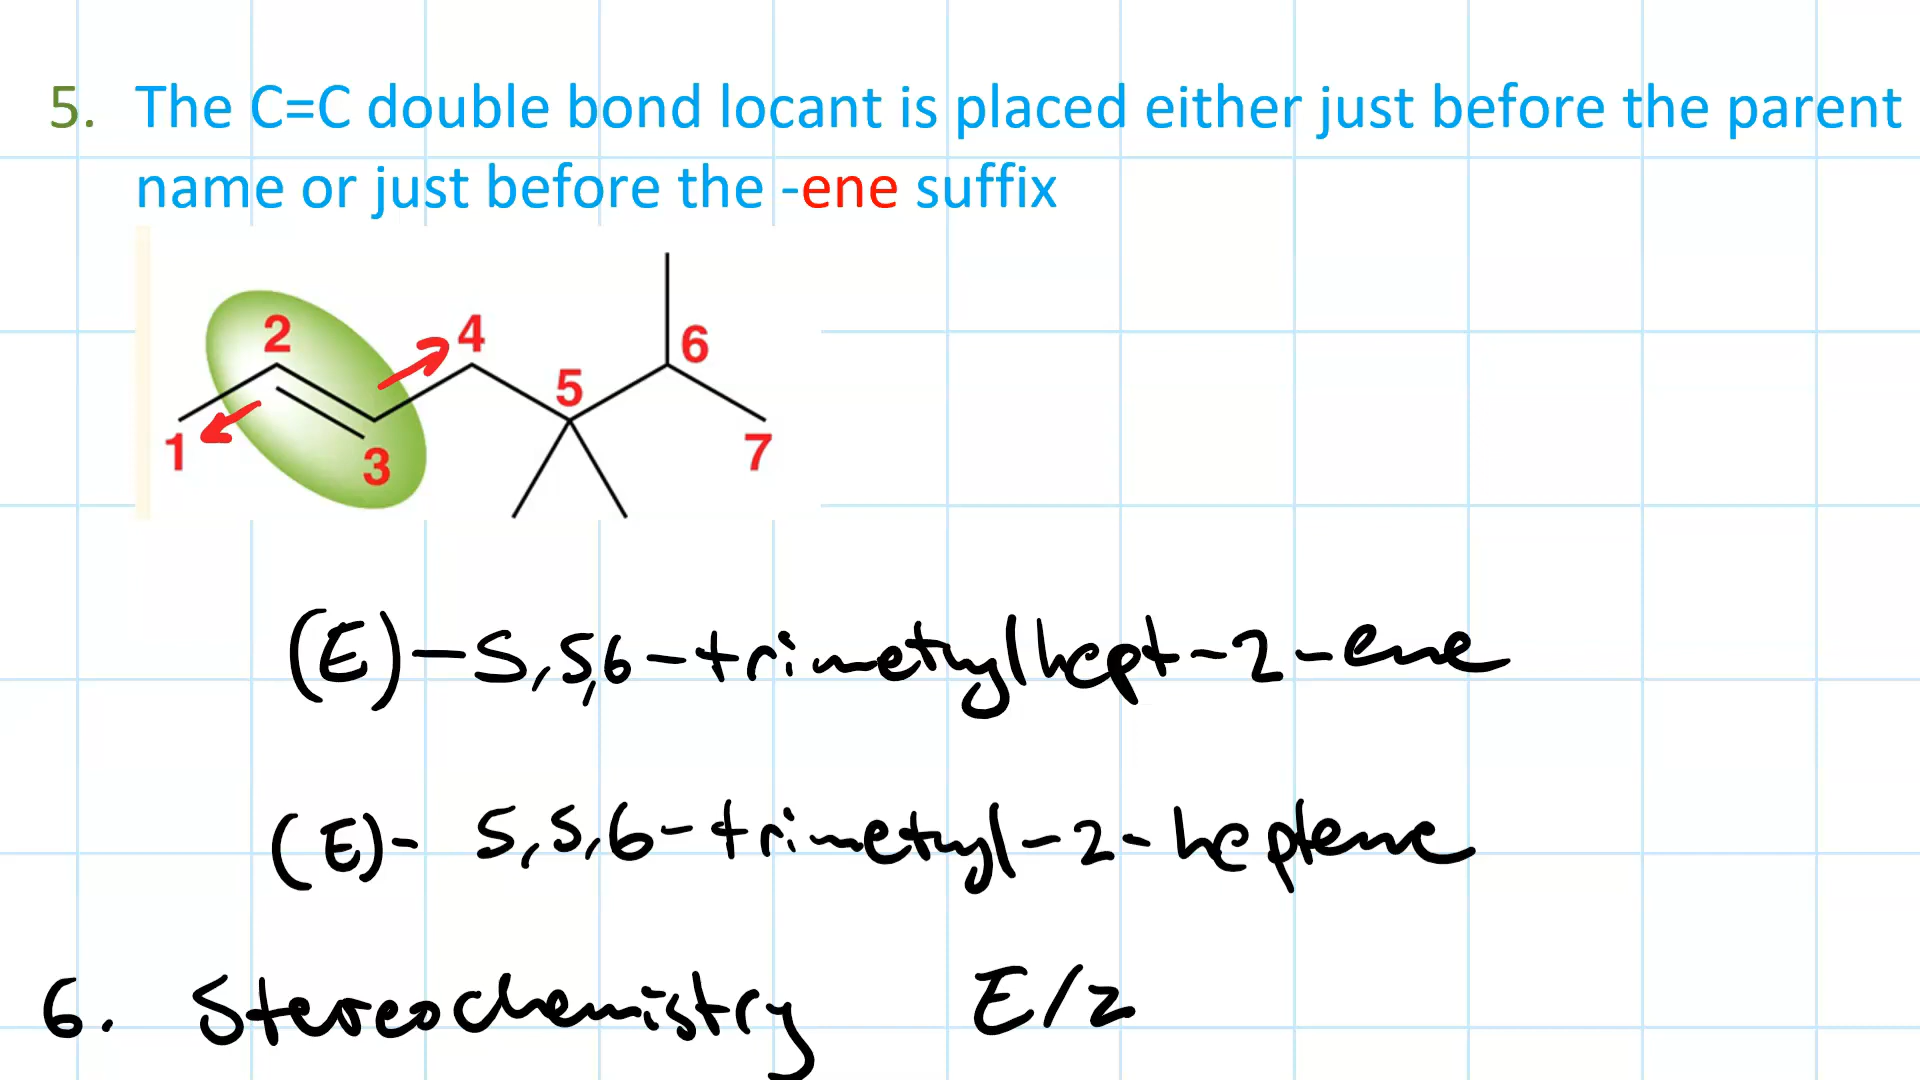 5. The C=C double bond locant is placed either just before the parent
name or just before the -ene suffix
2 4 6
5
1 3 7
(E)-5,5,6-trimethylhept-2-ene
(E)- 5,5,6-trimethyl-2-heptene
6. Stereochemistry E/Z